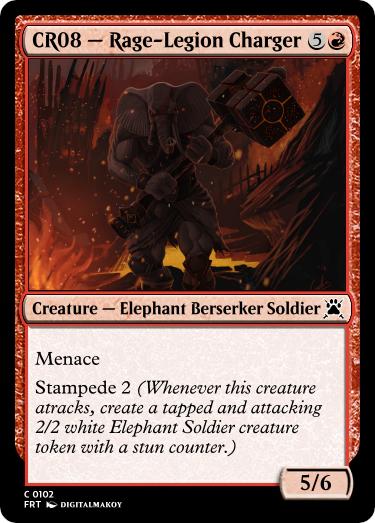 CR08 — Rage-Legion Charger 5
Creature — Elephant Berserker Soldier
Menace
Stampede 2 (Whenever this creature
atracks, create a tapped and attacking
2/2 white Elephant Soldier creature
token with a stun counter.)
5/6
C 0102
FRT DIGITALMAKOY